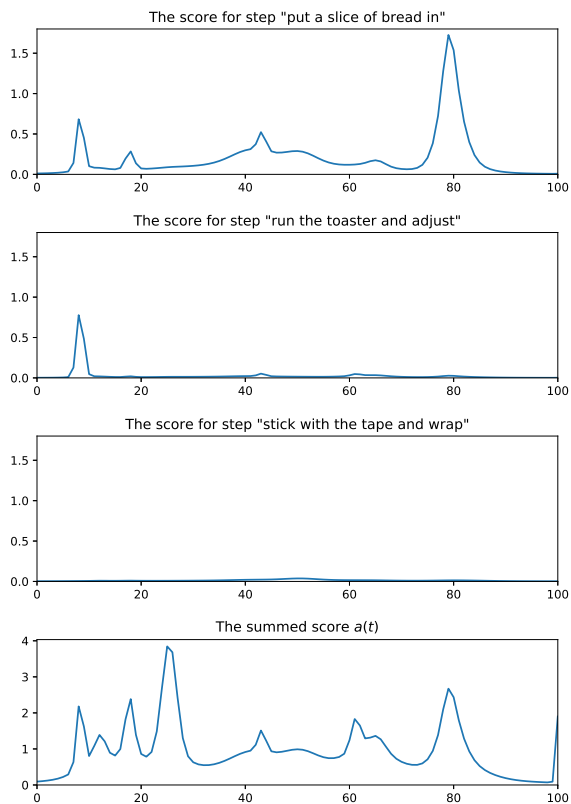 The score for step "put a slice of bread in"
1.5
1.0
0.5
0.0
0 20 40 60 80 100
The score for step "run the toaster and adjust"
1.5
1.0
0.5
0.0
0 20 40 60 80 100
The score for step "stick with the tape and wrap"
1.5
1.0
0.5
0.0
0 20 40 60 80 100
The summed score a(t)
4
3
2
1
0
0 20 40 60 80 100